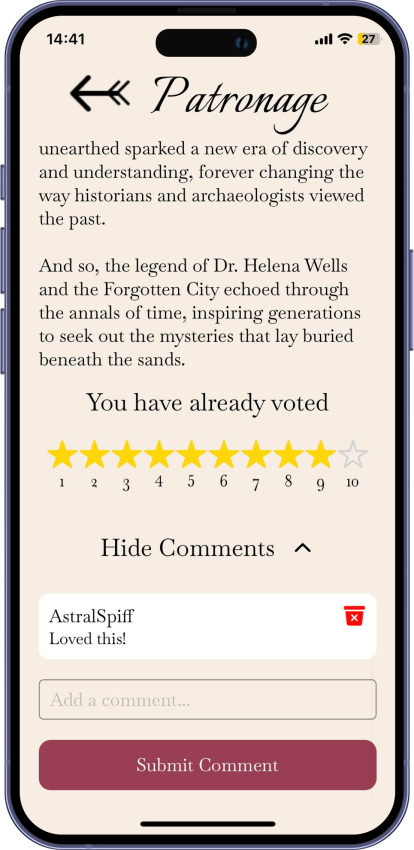 14:41
27
Patronage
unearthed sparked a new era of discovery
and understanding, forever changing the
way historians and archaeologists viewed
the past.
And so, the legend of Dr. Helena Wells
and the Forgotten City echoed through
the annals of time, inspiring generations
to seek out the mysteries that lay buried
beneath the sands.
You have already voted
1 2 3 4 5 6 7 8 9 10
Hide Comments
AstralSpiff
Loved this!
Add a comment...
Submit Comment